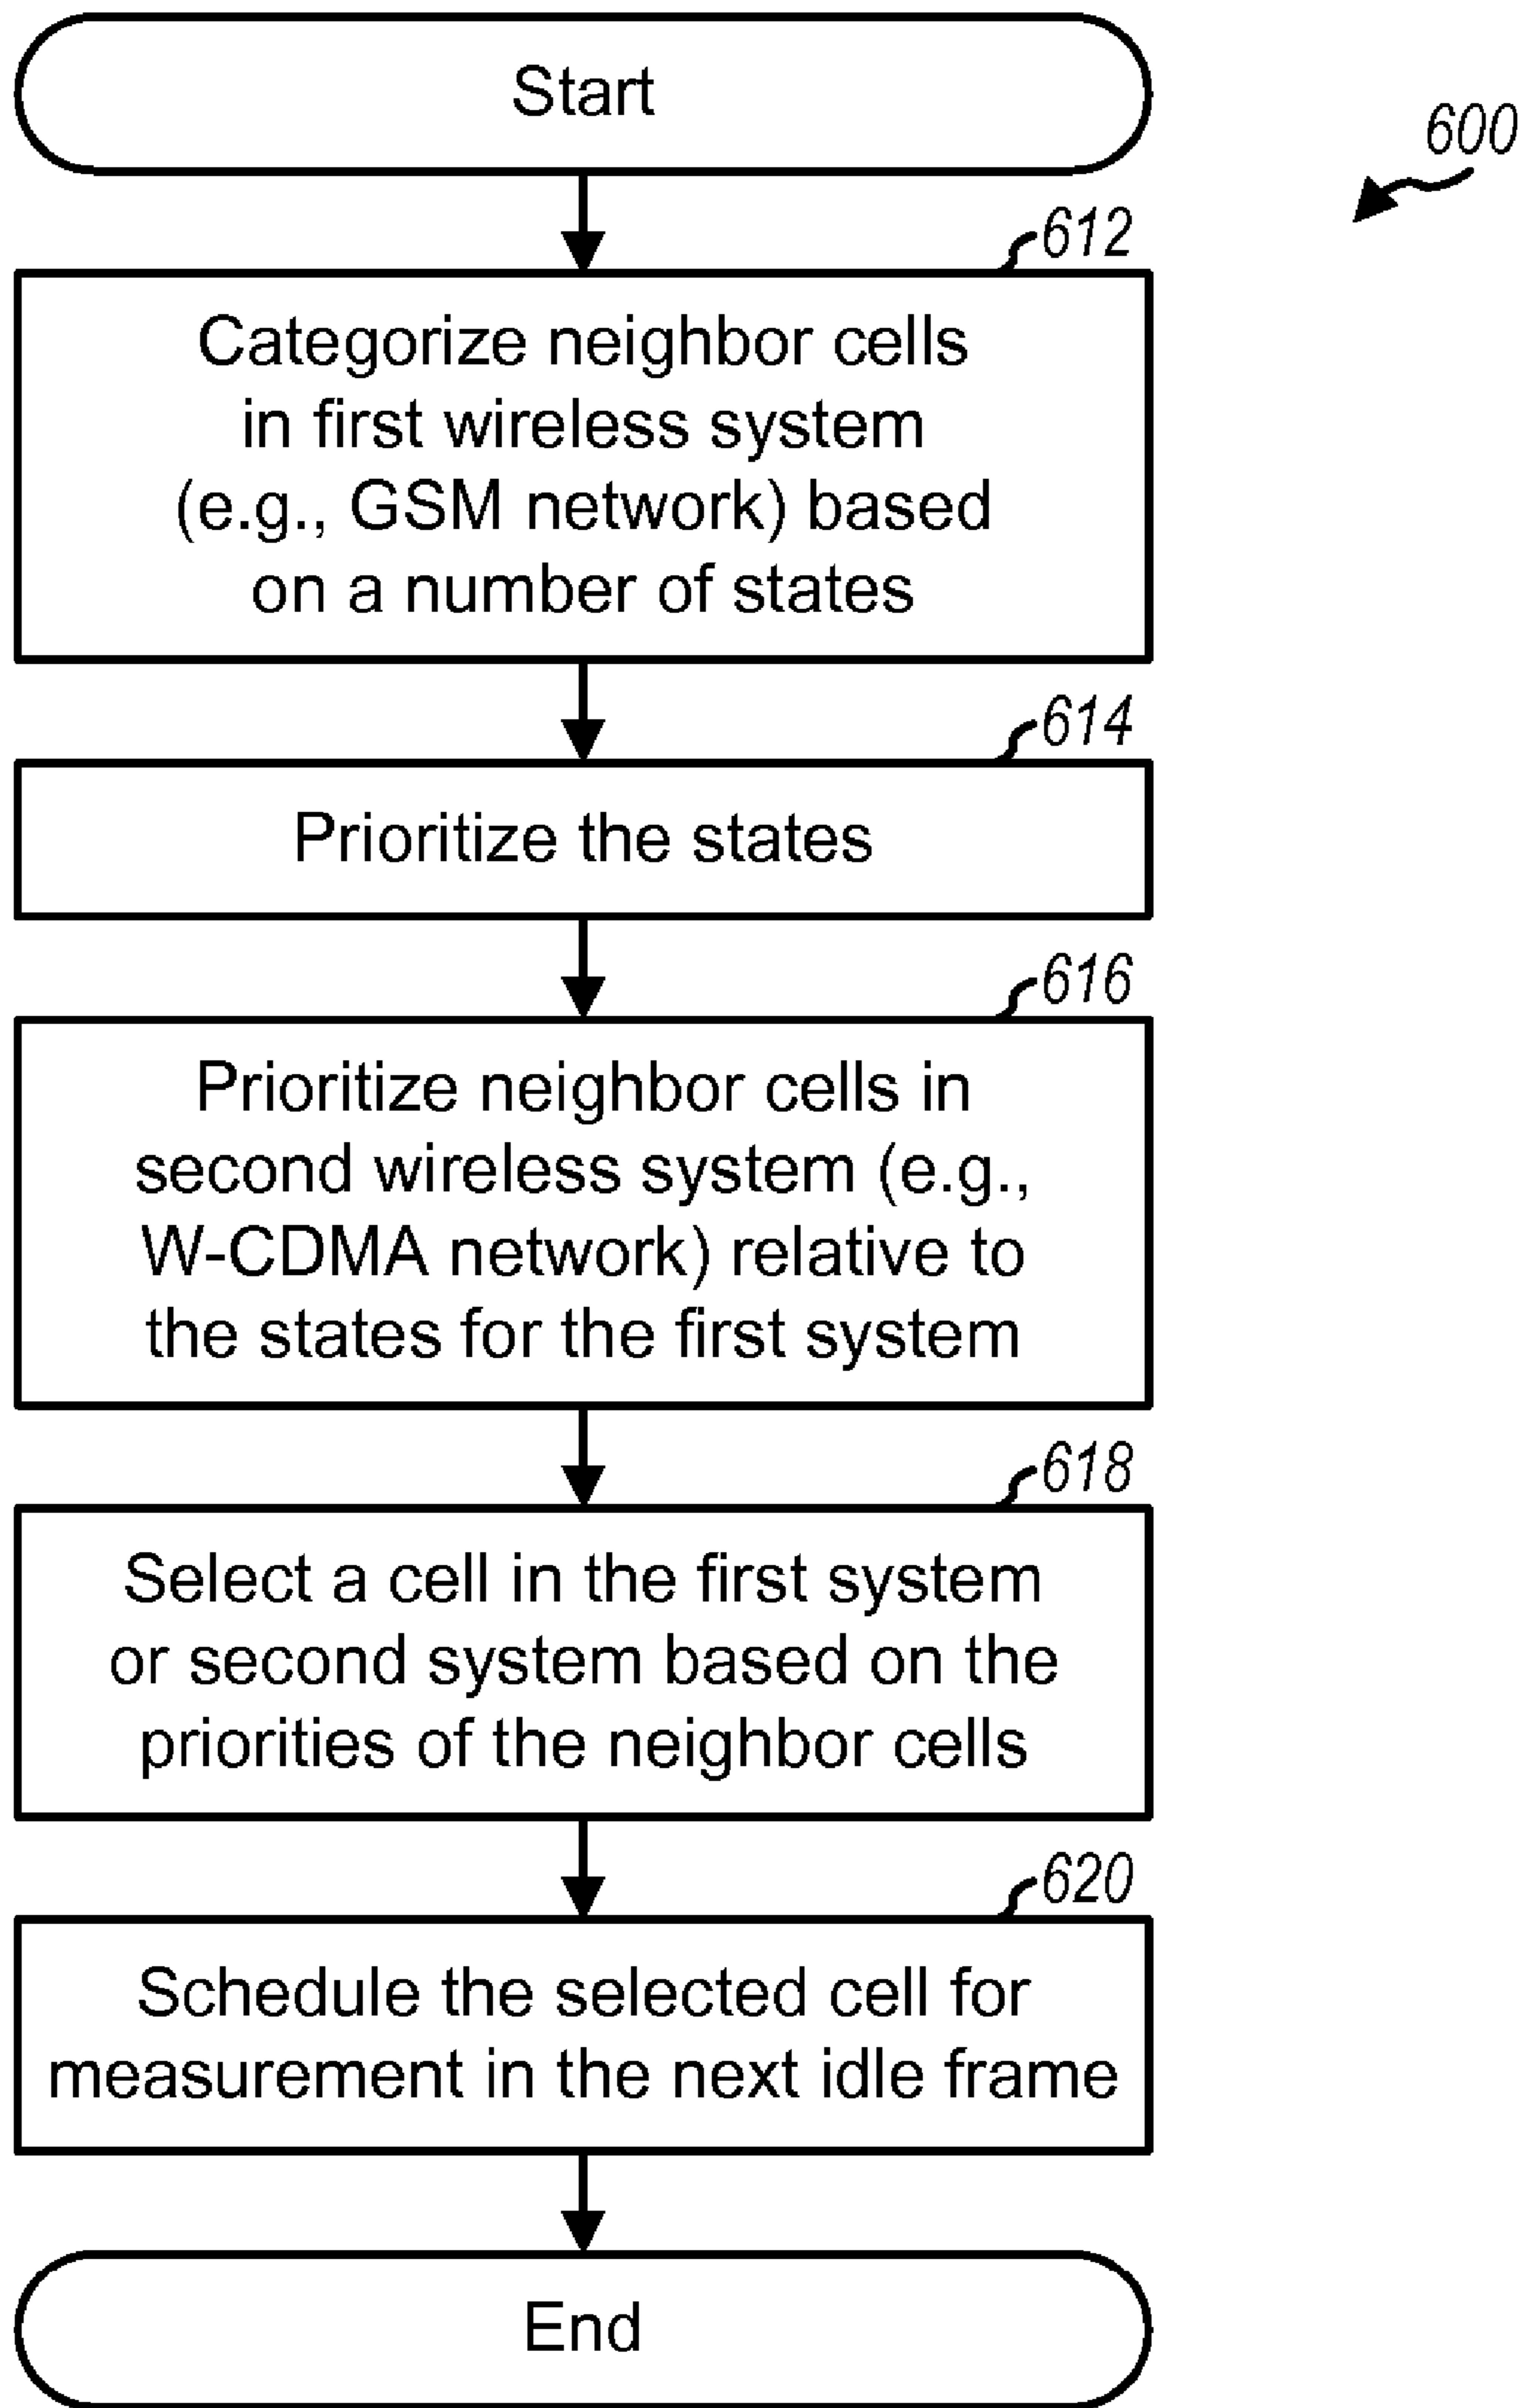 Start
600
612
Categorize neighbor cells
in first wireless system
(e.g., GSM network) based
on a number of states
614
Prioritize the states
616
Prioritize neighbor cells in
second wireless system (e.g.,
W-CDMA network) relative to
the states for the first system
618
Select a cell in the first system
or second system based on the
priorities of the neighbor cells
620
Schedule the selected cell for
measurement in the next idle frame
End